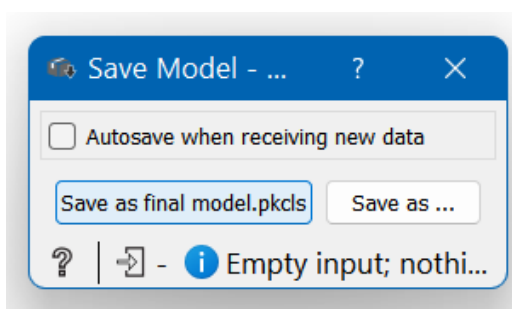 Save Model - ... ?
Autosave when receiving new data
Save as final model.pkcls Save as ...
? - i Empty input; nothi...